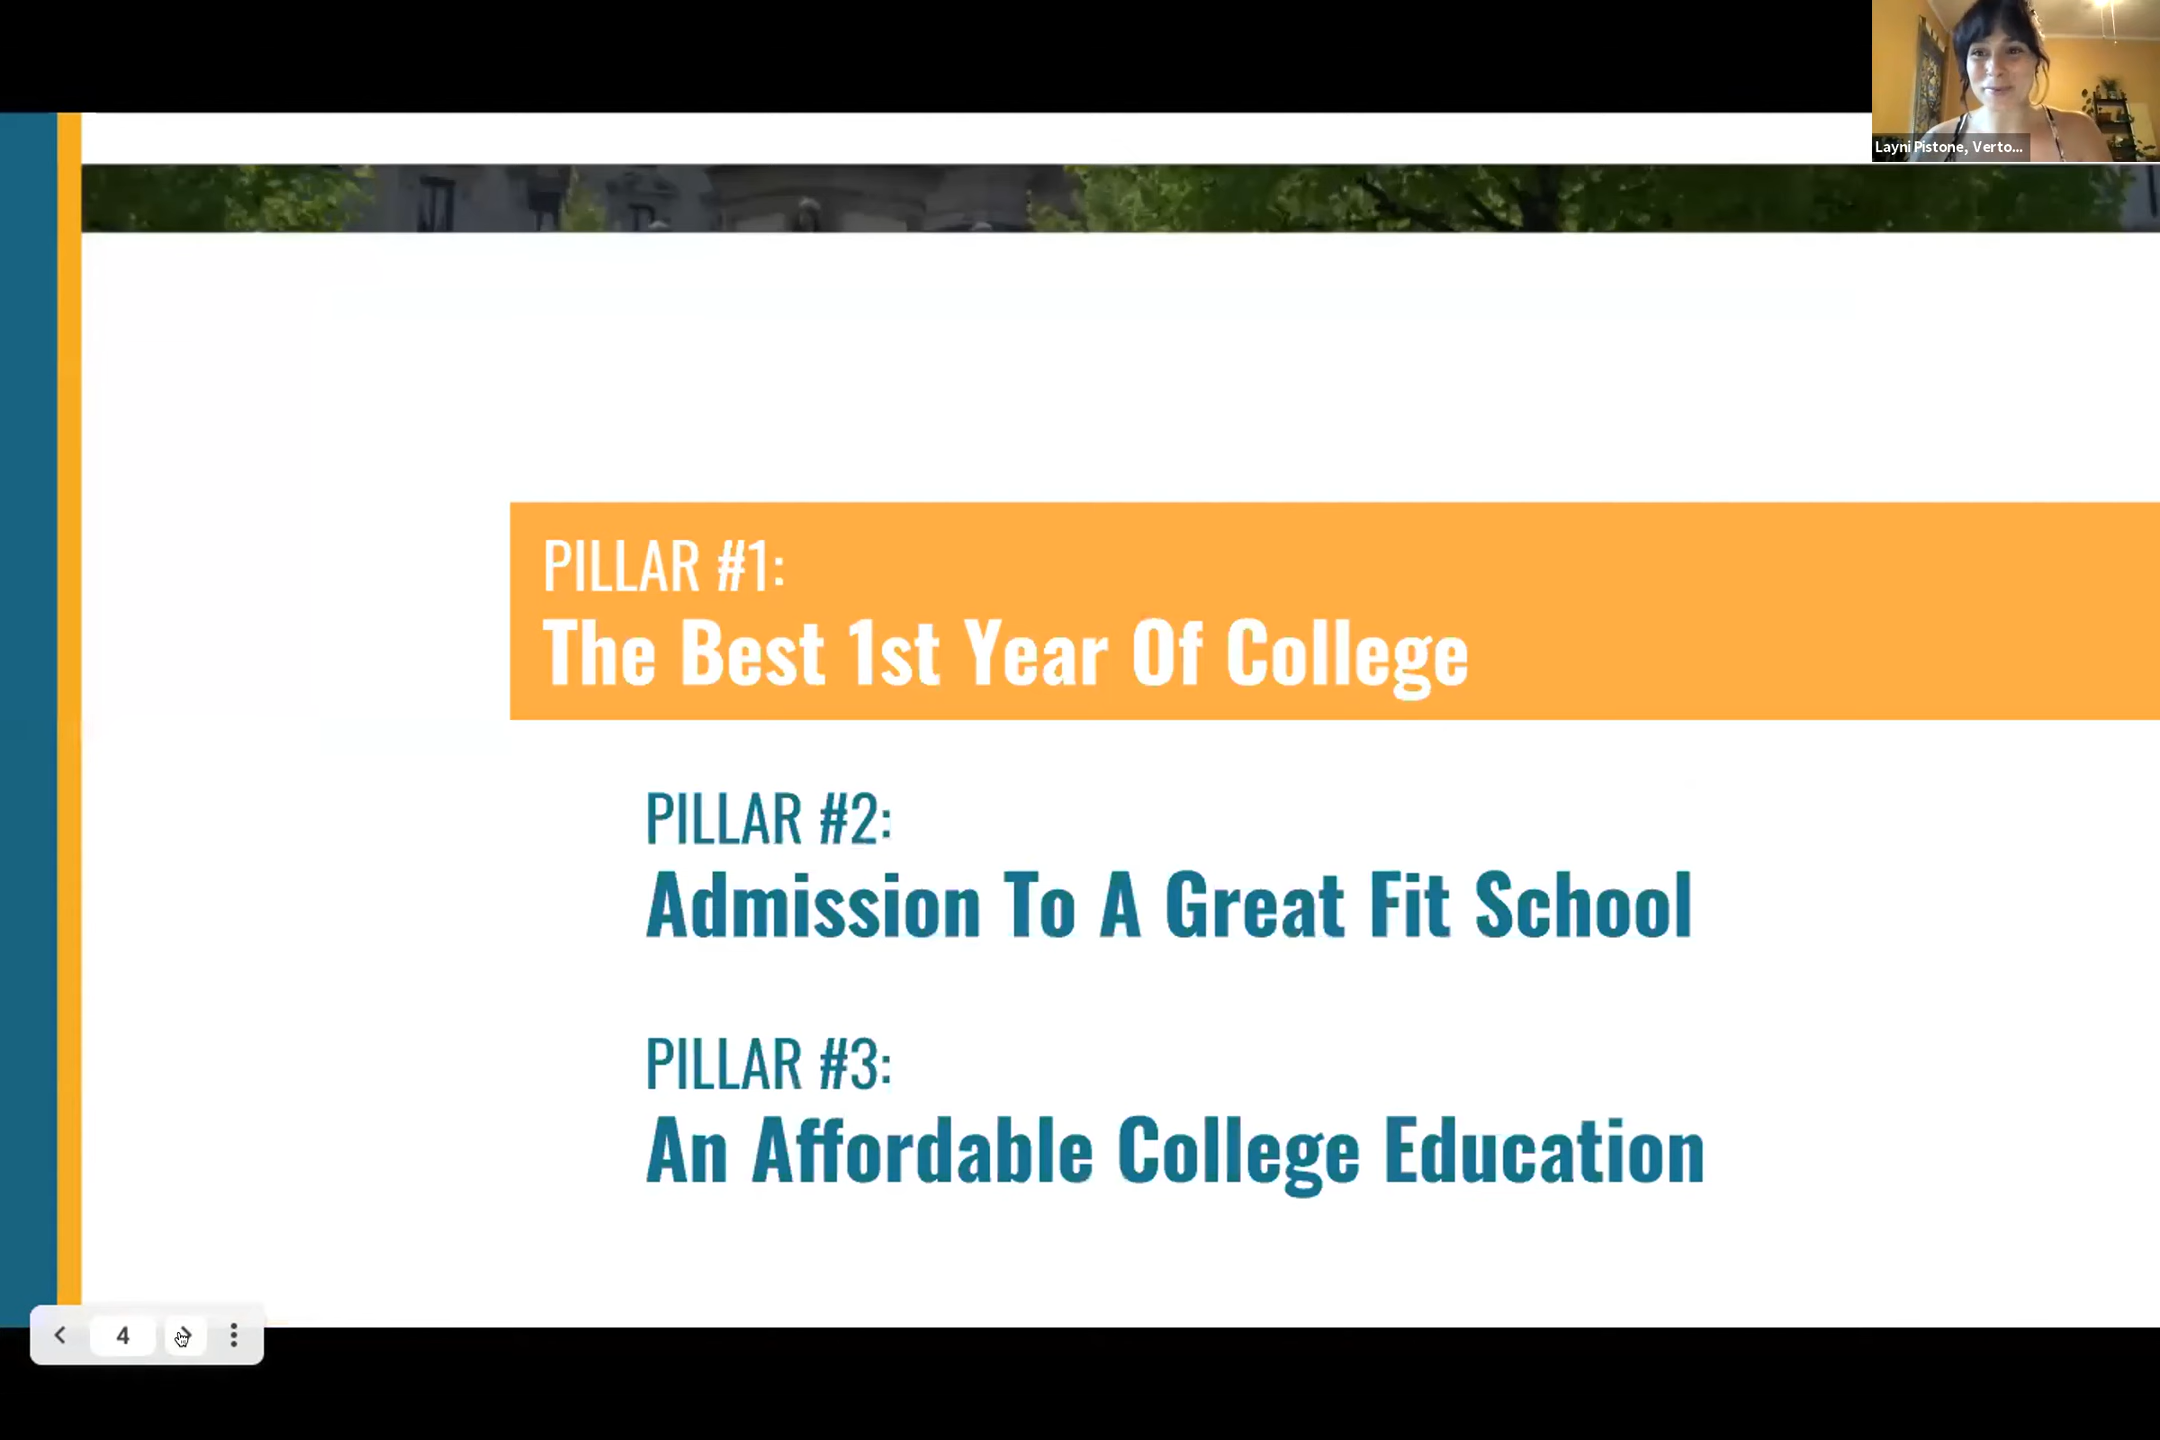 Layni Pistone, Verto...
PILLAR #1:
The Best 1st Year Of College
PILLAR #2:
Admission To A Great Fit School
PILLAR #3:
An Affordable College Education
4